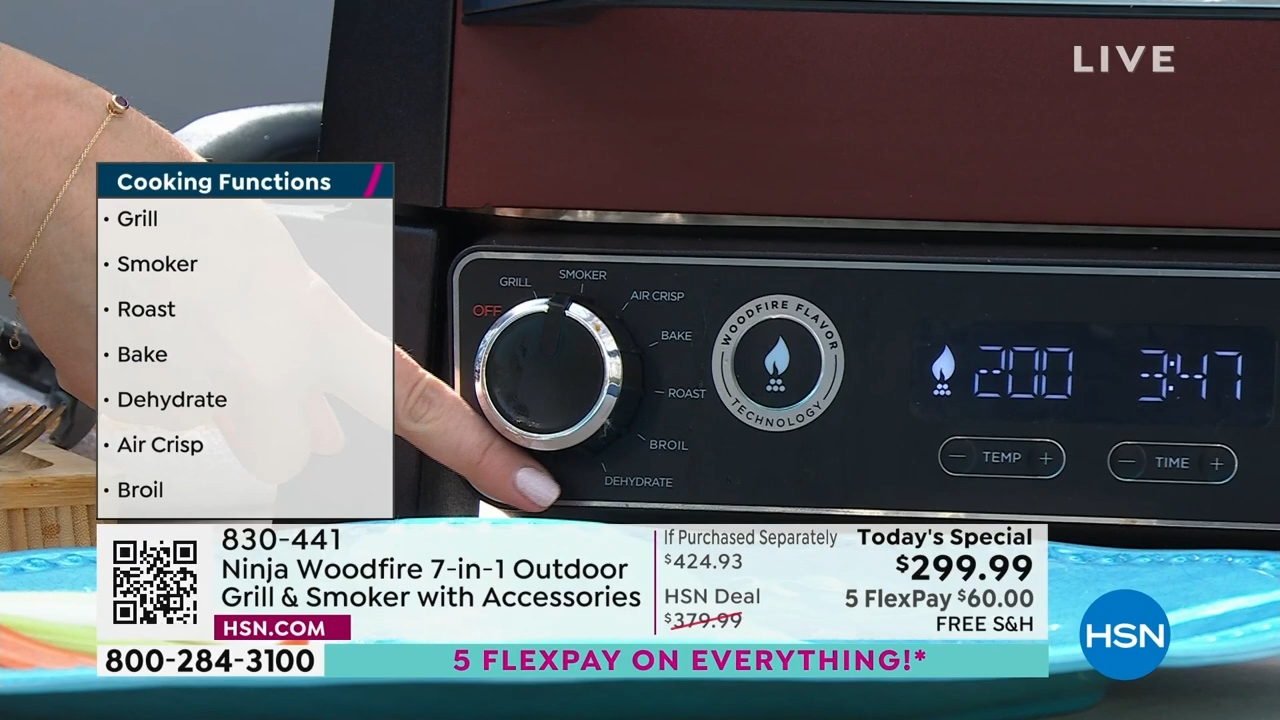 LIVE
Cooking Functions
• Grill
• Smoker
• Roast
• Bake
• Dehydrate
• Air Crisp
• Broil
OFF
GRILL
SMOKER
AIR CRISP
BAKE
ROAST
BROIL
DEHYDRATE
WOODFIRE FLAVOR
TECHNOLOGY
200
3:47
− TEMP +
− TIME +
830-441
Ninja Woodfire 7-in-1 Outdoor
Grill & Smoker with Accessories
HSN.COM
If Purchased Separately
$424.93
HSN Deal
$379.99
Today's Special
$299.99
5 FlexPay $60.00
FREE S&H
800-284-3100
5 FLEXPAY ON EVERYTHING!*
HSN